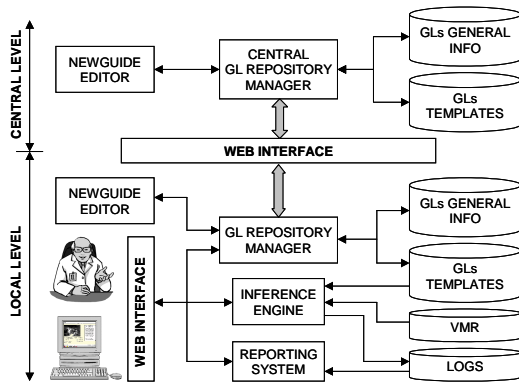 CENTRAL LEVEL
NEWGUIDE
EDITOR
CENTRAL
GL REPOSITORY
MANAGER
GLs GENERAL
INFO
GLs
TEMPLATES
WEB INTERFACE
LOCAL LEVEL
NEWGUIDE
EDITOR
GL REPOSITORY
MANAGER
GLs GENERAL
INFO
GLs
TEMPLATES
WEB INTERFACE
INFERENCE
ENGINE
VMR
REPORTING
SYSTEM
LOGS